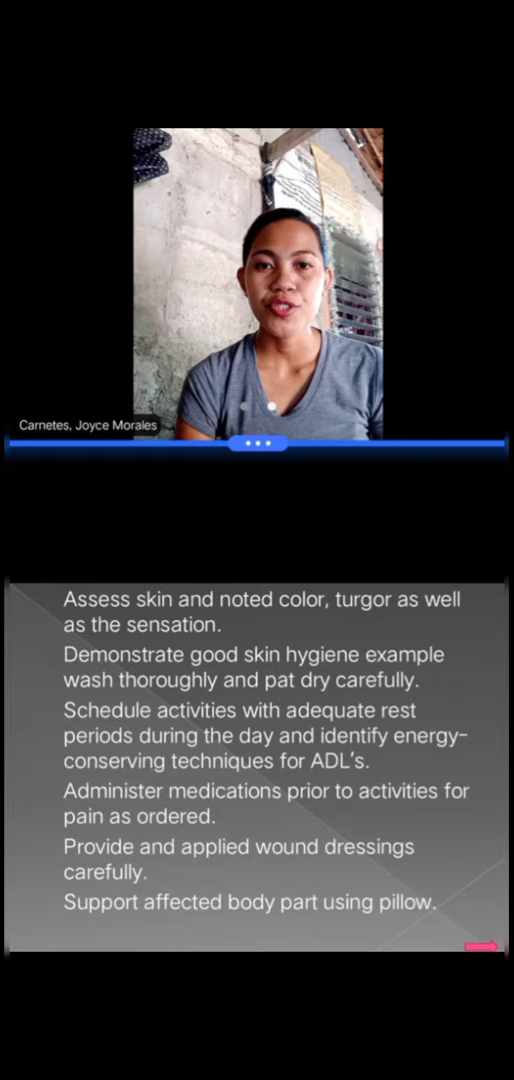 Carnetes, Joyce Morales
Assess skin and noted color, turgor as well
as the sensation.
Demonstrate good skin hygiene example
wash thoroughly and pat dry carefully.
Schedule activities with adequate rest
periods during the day and identify energy-
conserving techniques for ADL's.
Administer medications prior to activities for
pain as ordered.
Provide and applied wound dressings
carefully.
Support affected body part using pillow.